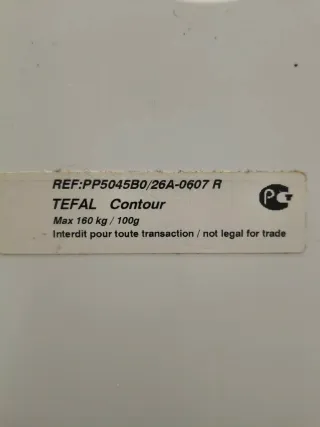 REF:PP5045B0/26A-0607 R
TEFAL Contour
Max 160 kg / 100g
Interdit pour toute transaction / not legal for trade